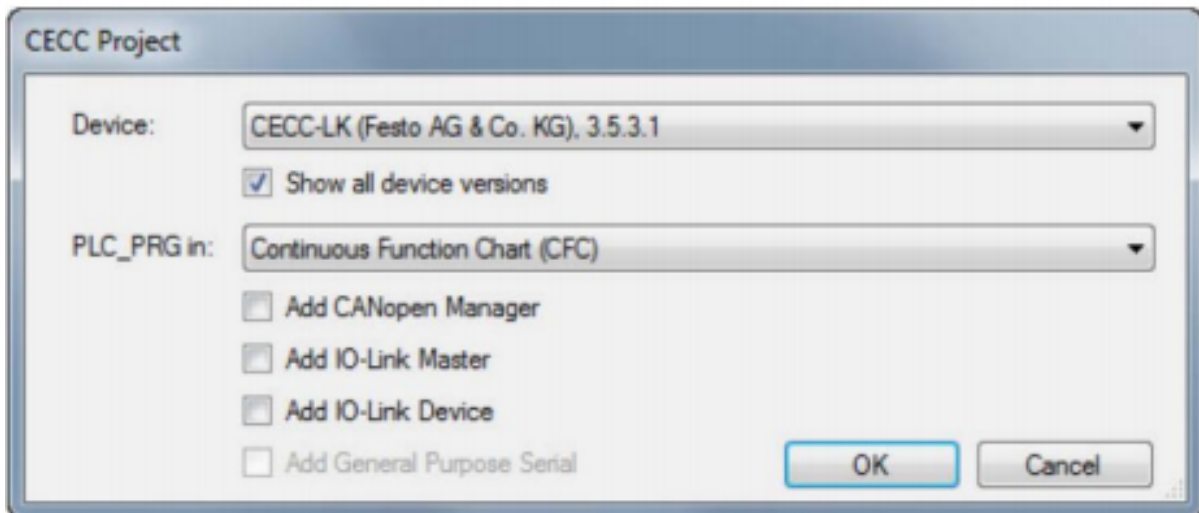 CECC Project
Device: CECC-LK (Festo AG & Co. KG), 3.5.3.1
Show all device versions
PLC_PRG in: Continuous Function Chart (CFC)
Add CANopen Manager
Add IO-Link Master
Add IO-Link Device
Add General Purpose Serial OK Cancel